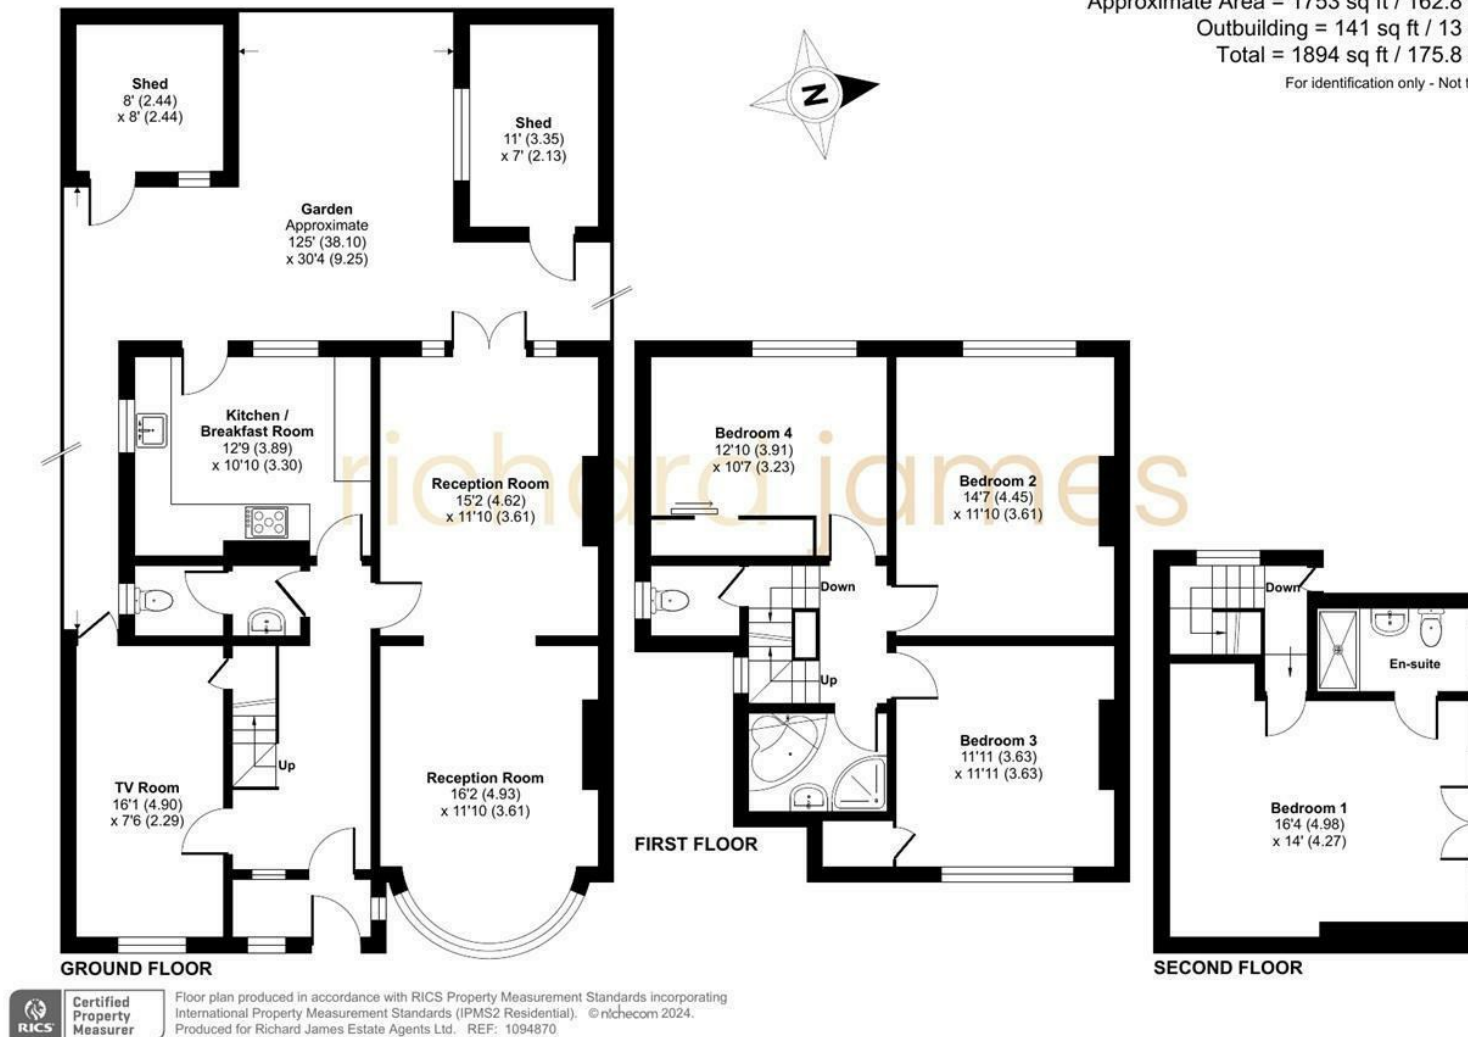 Approximate Area = 1753 sq ft / 162.8
Outbuilding = 141 sq ft / 13
Total = 1894 sq ft / 175.8
For identification only - Not
Shed
8' (2.44)
x 8' (2.44)
Shed
11' (3.35)
x 7' (2.13)
N
Garden
Approximate
125' (38.10)
x 30'4 (9.25)
Kitchen /
Breakfast Room
12'9 (3.89)
x 10'10 (3.30)
Reception Room
15'2 (4.62)
x 11'10 (3.61)
TV Room
16'1 (4.90)
x 7'6 (2.29)
Up
Reception Room
16'2 (4.93)
x 11'10 (3.61)
GROUND FLOOR
richard james
Bedroom 4
12'10 (3.91)
x 10'7 (3.23)
Bedroom 2
14'7 (4.45)
x 11'10 (3.61)
Down
Up
Bedroom 3
11'11 (3.63)
x 11'11 (3.63)
FIRST FLOOR
Down
En-suite
Bedroom 1
16'4 (4.98)
x 14' (4.27)
SECOND FLOOR
RICS
Certified
Property
Measurer
Floor plan produced in accordance with RICS Property Measurement Standards incorporating
International Property Measurement Standards (IPMS2 Residential). © nichecom 2024.
Produced for Richard James Estate Agents Ltd. REF: 1094870